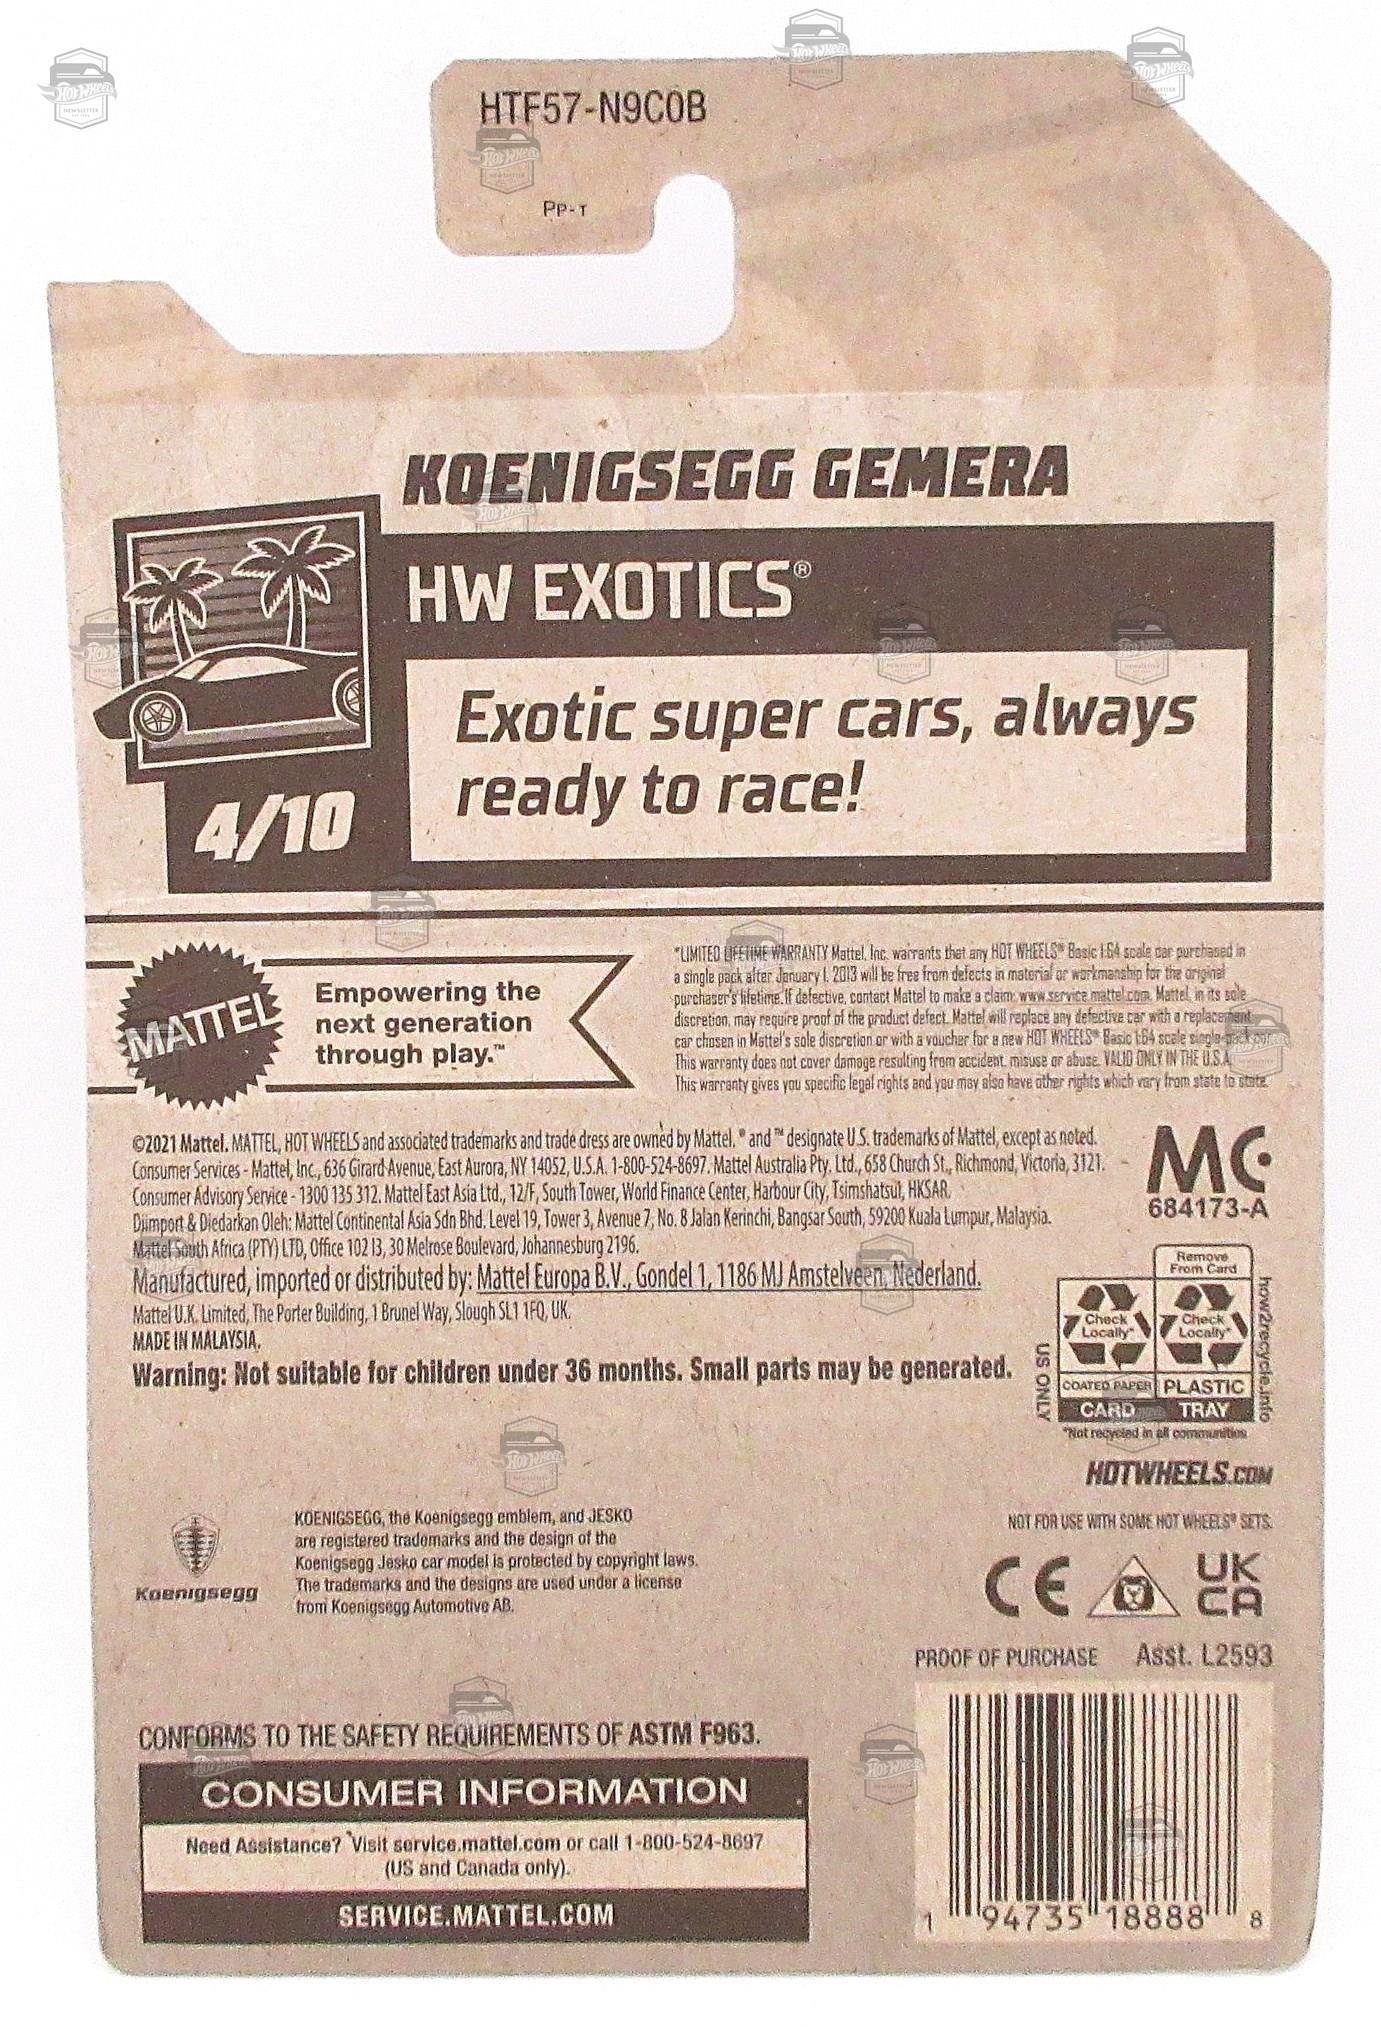 HTF57-N9C0B
PP-T
KOENIGSEGG GEMERA
HW EXOTICS®
Exotic super cars, always
ready to race!
4/10
MATTEL
Empowering the
next generation
through play.™
*LIMITED LIFETIME WARRANTY Mattel, Inc. warrants that any HOT WHEELS® Basic 1:64 scale car purchased in
a single pack after January 1, 2013 will be free from defects in material or workmanship for the original
purchaser's lifetime. If defective, contact Mattel to make a claim: www.service.mattel.com. Mattel, in its sole
discretion, may require proof of the product defect. Mattel will replace any defective car with a replacement
car chosen in Mattel's sole discretion or with a voucher for a new HOT WHEELS® Basic 1:64 scale single-pack car.
This warranty does not cover damage resulting from accident, misuse or abuse. VALID ONLY IN THE U.S.A.
This warranty gives you specific legal rights and you may also have other rights which vary from state to state.
©2021 Mattel. MATTEL, HOT WHEELS and associated trademarks and trade dress are owned by Mattel. ® and ™ designate U.S. trademarks of Mattel, except as noted.
Consumer Services - Mattel, Inc., 636 Girard Avenue, East Aurora, NY 14052, U.S.A. 1-800-524-8697. Mattel Australia Pty. Ltd., 658 Church St., Richmond, Victoria, 3121.
Consumer Advisory Service - 1300 135 312. Mattel East Asia Ltd., 12/F, South Tower, World Finance Center, Harbour City, Tsimshatsui, HKSAR.
Diimport & Diedarkan Oleh: Mattel Continental Asia Sdn Bhd. Level 19, Tower 3, Avenue 7, No. 8 Jalan Kerinchi, Bangsar South, 59200 Kuala Lumpur, Malaysia.
Mattel South Africa (PTY) LTD, Office 102 I3, 30 Melrose Boulevard, Johannesburg 2196.
Manufactured, imported or distributed by: Mattel Europa B.V., Gondel 1, 1186 MJ Amstelveen, Nederland.
Mattel U.K. Limited, The Porter Building, 1 Brunel Way, Slough SL1 1FQ, UK.
MADE IN MALAYSIA.
Warning: Not suitable for children under 36 months. Small parts may be generated.
MC
684173-A
Remove
From Card
Check
Locally*
Check
Locally*
COATED PAPER
PLASTIC
CARD
TRAY
US ONLY
how2recycle.info
*Not recycled in all communities
HOTWHEELS.COM
NOT FOR USE WITH SOME HOT WHEELS® SETS.
Koenigsegg
KOENIGSEGG, the Koenigsegg emblem, and JESKO
are registered trademarks and the design of the
Koenigsegg Jesko car model is protected by copyright laws.
The trademarks and the designs are used under a license
from Koenigsegg Automotive AB.
CE
UK
CA
PROOF OF PURCHASE Asst. L2593
CONFORMS TO THE SAFETY REQUIREMENTS OF ASTM F963.
CONSUMER INFORMATION
Need Assistance? Visit service.mattel.com or call 1-800-524-8697
(US and Canada only).
SERVICE.MATTEL.COM
1 94735 18888 8